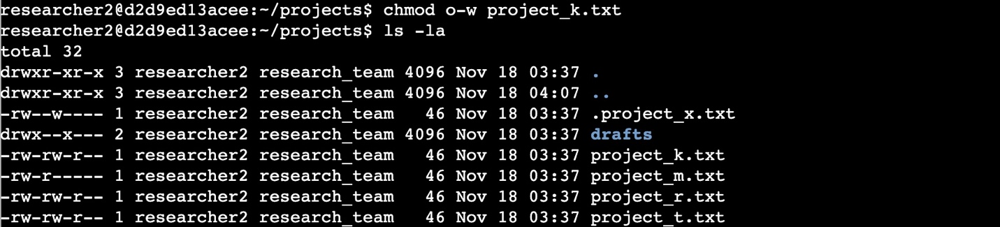 researcher2@d2d9ed13acee:~/projects$ chmod o-w project_k.txt
researcher2@d2d9ed13acee:~/projects$ ls -la
total 32
drwxr-xr-x 3 researcher2 research_team 4096 Nov 18 03:37 .
drwxr-xr-x 3 researcher2 research_team 4096 Nov 18 04:07 ..
-rw--w---- 1 researcher2 research_team   46 Nov 18 03:37 .project_x.txt
drwx--x--- 2 researcher2 research_team 4096 Nov 18 03:37 drafts
-rw-rw-r-- 1 researcher2 research_team   46 Nov 18 03:37 project_k.txt
-rw-r----- 1 researcher2 research_team   46 Nov 18 03:37 project_m.txt
-rw-rw-r-- 1 researcher2 research_team   46 Nov 18 03:37 project_r.txt
-rw-rw-r-- 1 researcher2 research_team   46 Nov 18 03:37 project_t.txt